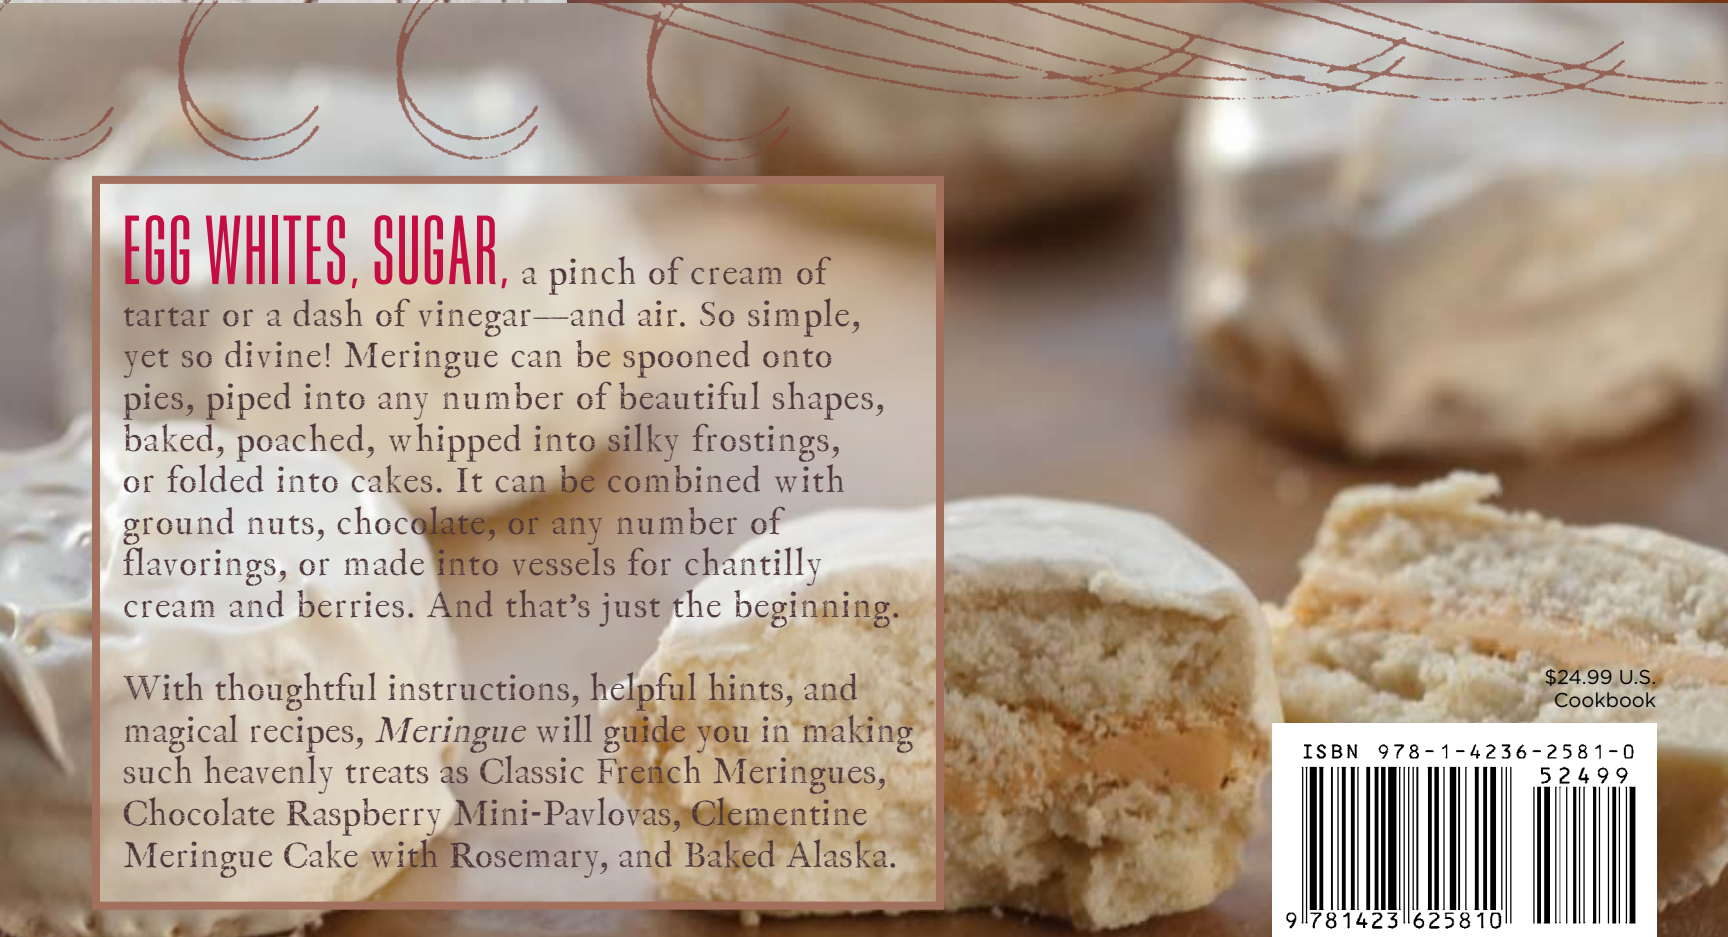 EGG WHITES, SUGAR, a pinch of cream of
tartar or a dash of vinegar—and air. So simple,
yet so divine! Meringue can be spooned onto
pies, piped into any number of beautiful shapes,
baked, poached, whipped into silky frostings,
or folded into cakes. It can be combined with
ground nuts, chocolate, or any number of
flavorings, or made into vessels for chantilly
cream and berries. And that's just the beginning.
With thoughtful instructions, helpful hints, and
magical recipes, Meringue will guide you in making
such heavenly treats as Classic French Meringues,
Chocolate Raspberry Mini-Pavlovas, Clementine
Meringue Cake with Rosemary, and Baked Alaska.
$24.99 U.S.
Cookbook
ISBN 978-1-4236-2581-0
52499
9 781423 625810